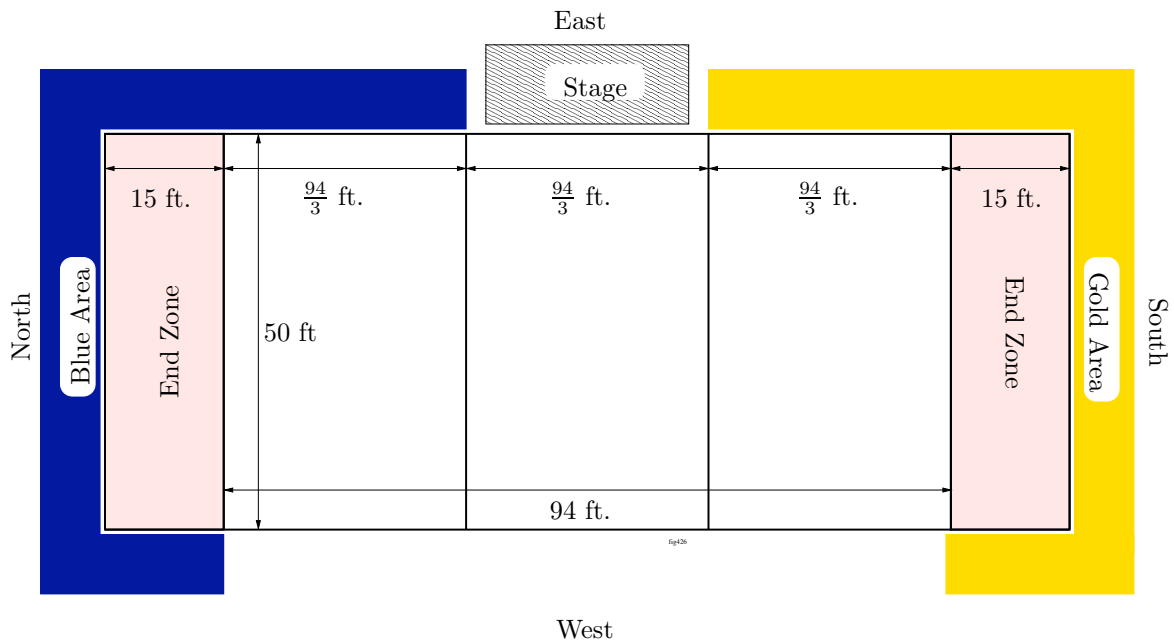 East
Stage
15 ft.
94/3 ft.
94/3 ft.
94/3 ft.
15 ft.
North
Blue Area
End Zone
50 ft
End Zone
Gold Area
South
94 ft.
fig426
West